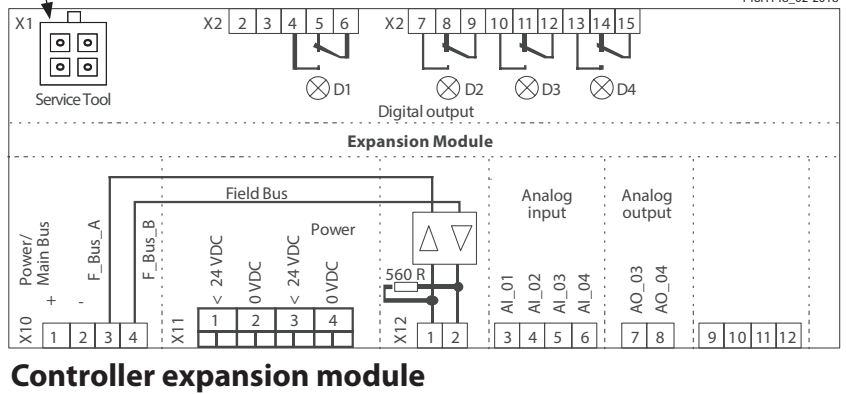 X1
X2 2 3 4 5 6
X2 7 8 9 10 11 12 13 14 15
Service Tool
D1
D2
D3
D4
Digital output
Expansion Module
Power/
Main Bus
+
-
F_Bus_A
F_Bus_B
Field Bus
Power
< 24 VDC
0 VDC
< 24 VDC
0 VDC
560 R
Analog
input
AI_01
AI_02
AI_03
AI_04
Analog
output
AO_03
AO_04
X10 1 2 3 4
X11 1 2 3 4
X12 1 2 3 4 5 6 7 8 9 10 11 12
Controller expansion module